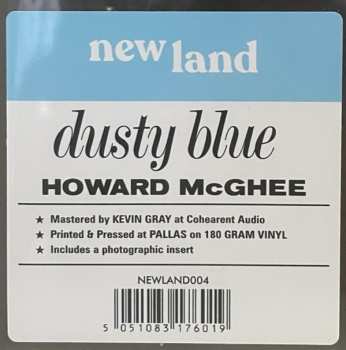 new land
dusty blue
HOWARD McGHEE
★ Mastered by KEVIN GRAY at Cohearent Audio
★ Printed & Pressed at PALLAS on 180 GRAM VINYL
★ Includes a photographic insert
NEWLAND004
5 051083 176019